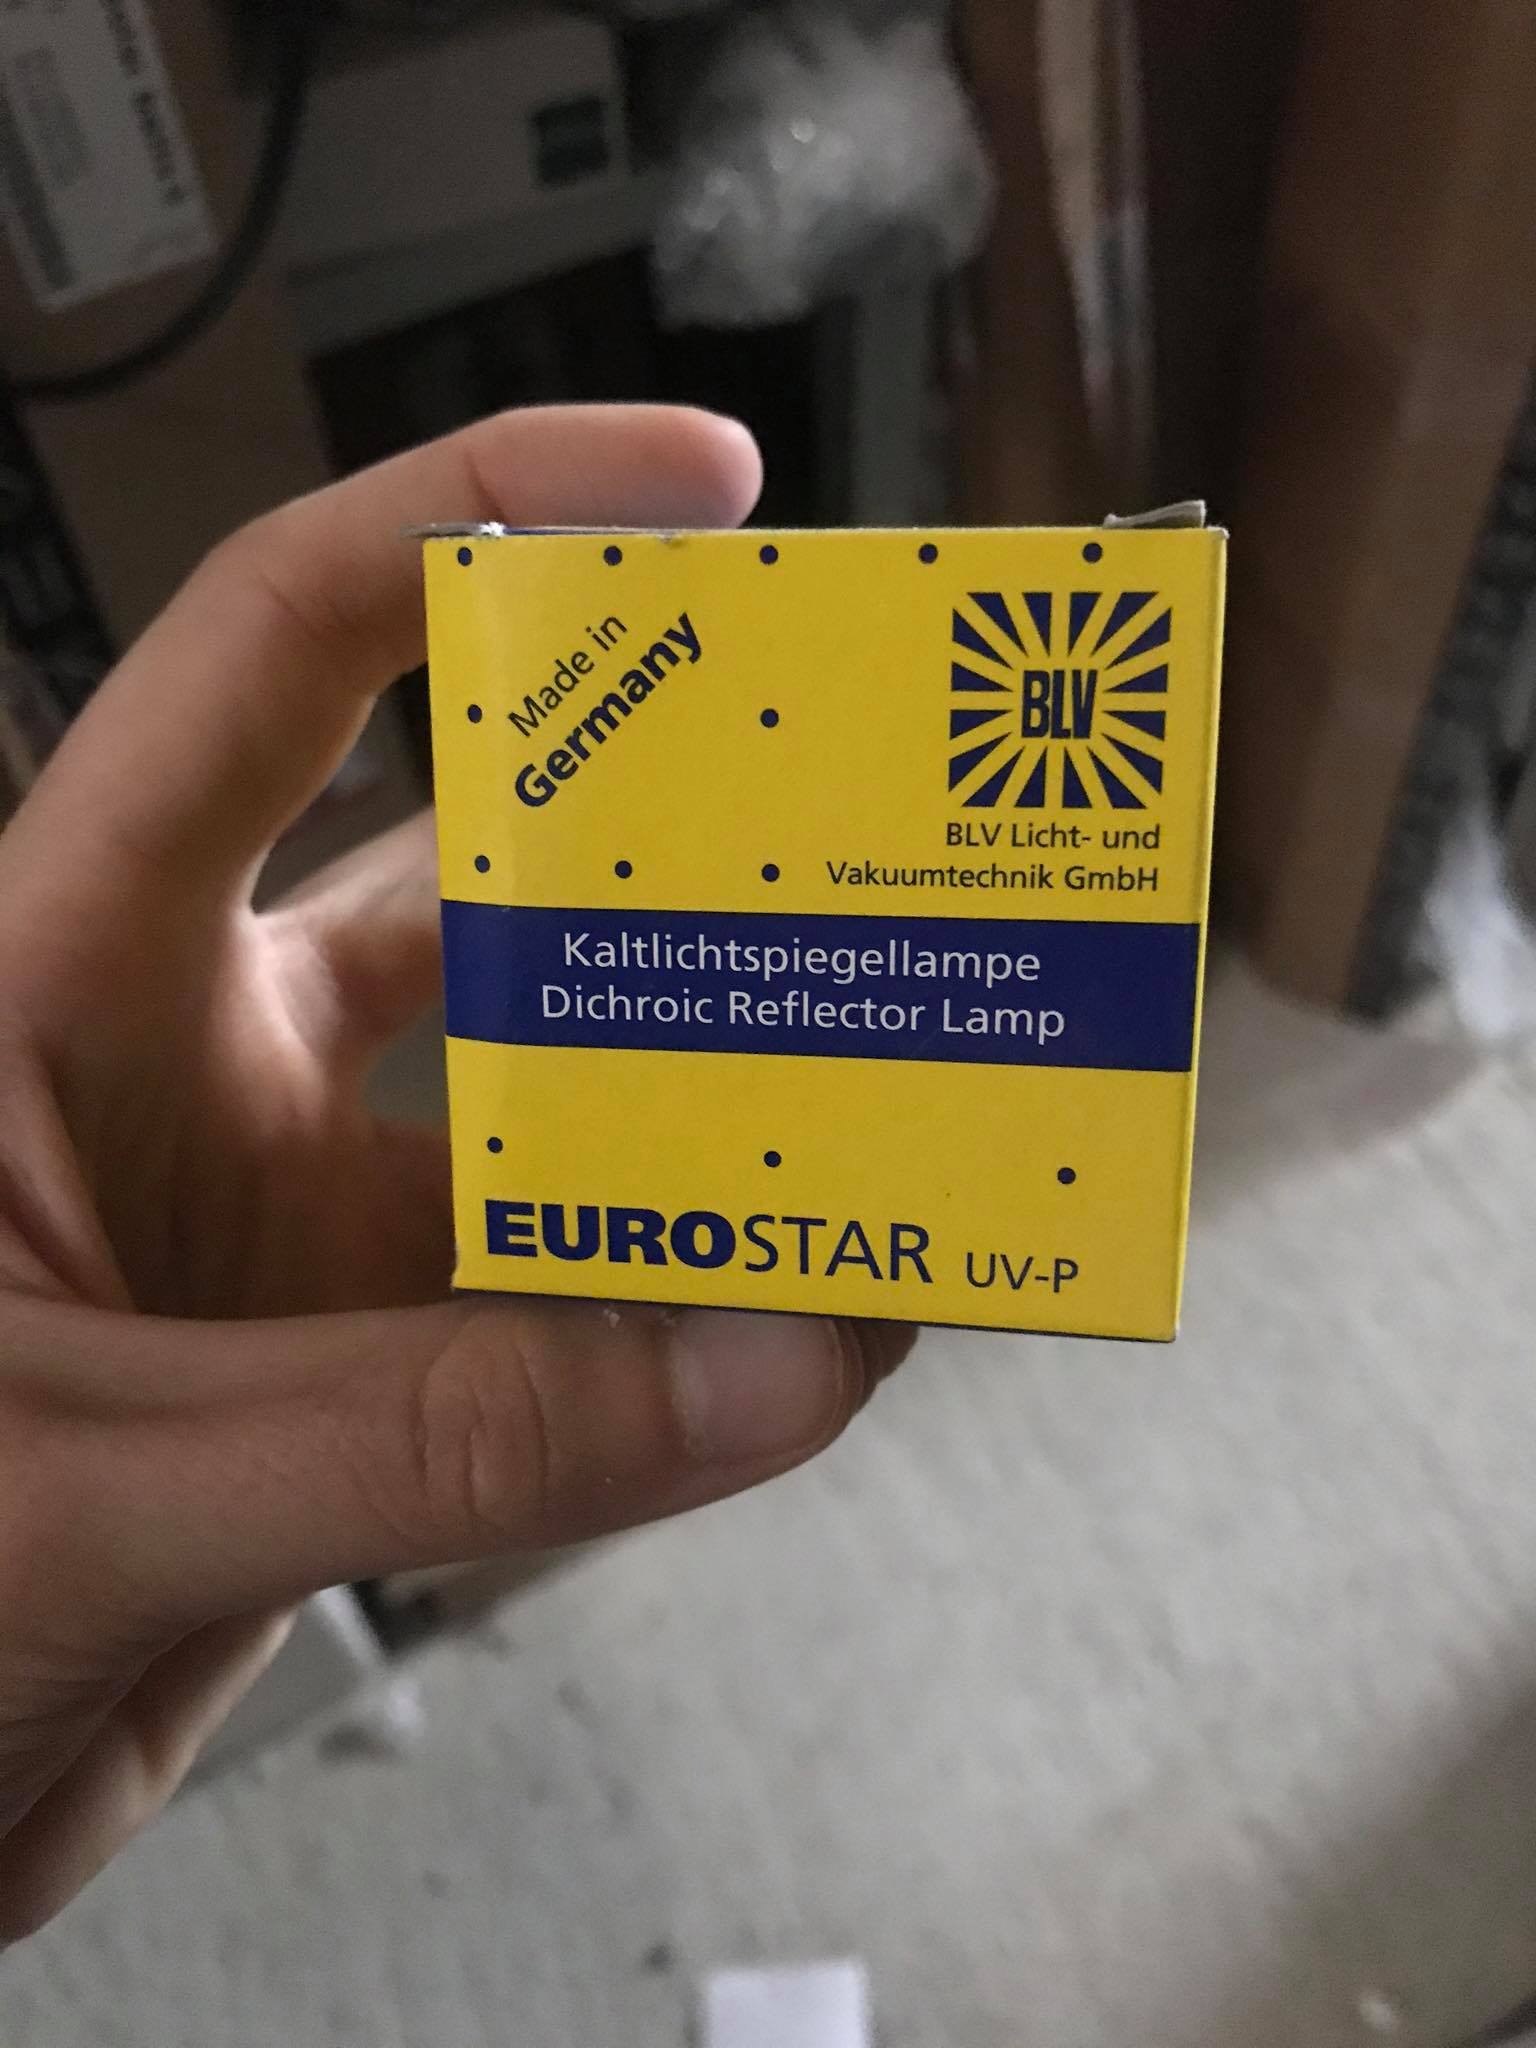 Made in
Germany
BLV
BLV Licht- und
Vakuumtechnik GmbH
Kaltlichtspiegellampe
Dichroic Reflector Lamp
EUROSTAR UV-P